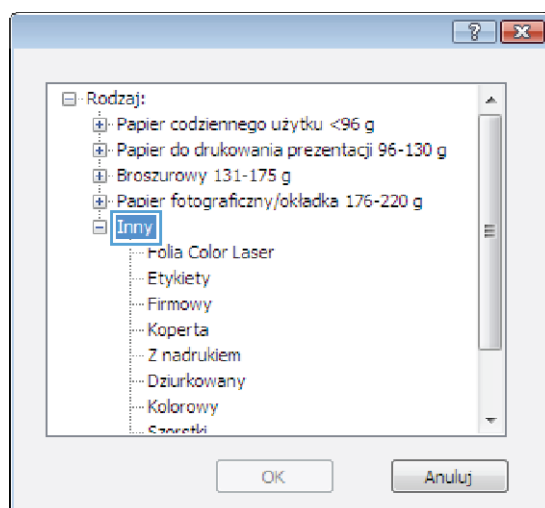 Rodzaj:
Papier codziennego użytku <96 g
Papier do drukowania prezentacji 96-130 g
Broszurowy 131-175 g
Papier fotograficzny/okładka 176-220 g
Inny
Folia Color Laser
Etykiety
Firmowy
Koperta
Z nadrukiem
Dziurkowany
Kolorowy
Szorstki
OK
Anuluj